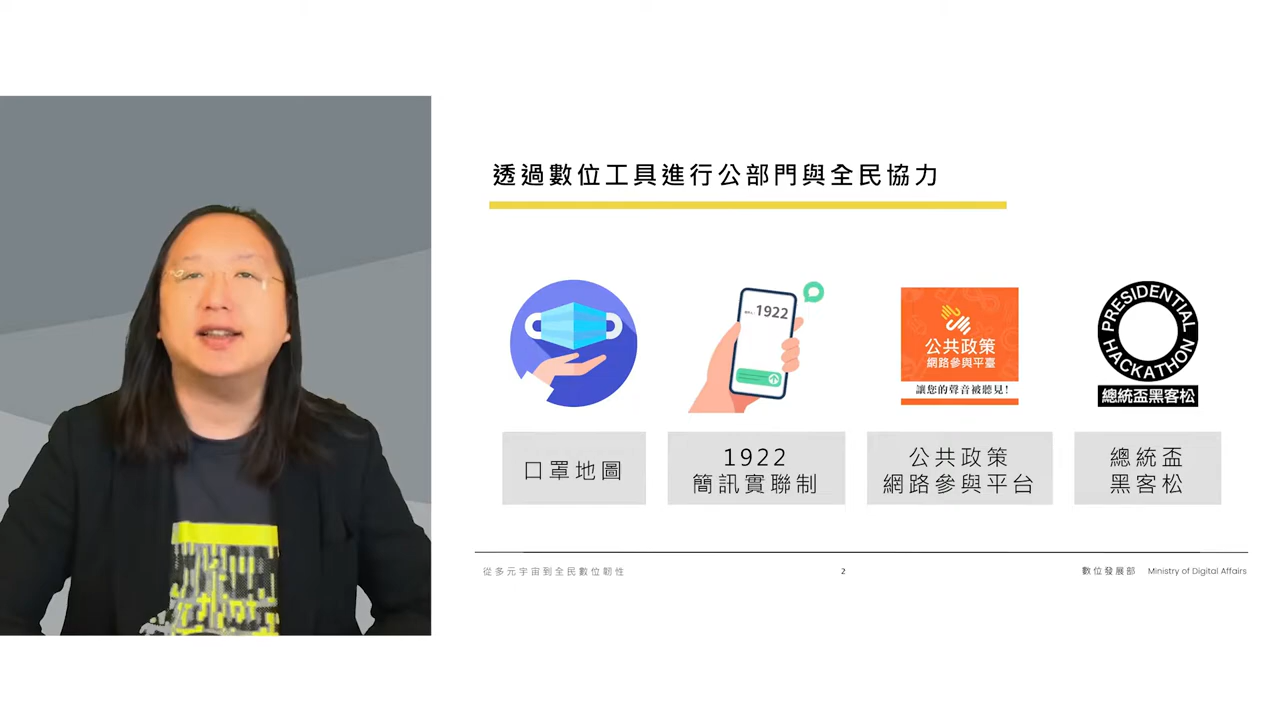 透過數位工具進行公部門與全民協力
1922
公共政策
網路參與平臺
讓您的聲音被聽見!
PRESIDENTIAL
HACKATHON
總統盃黑客松
口罩地圖
1922
簡訊實聯制
公共政策
網路參與平台
總統盃
黑客松
從多元宇宙到全民數位韌性
2
數位發展部 Ministry of Digital Affairs